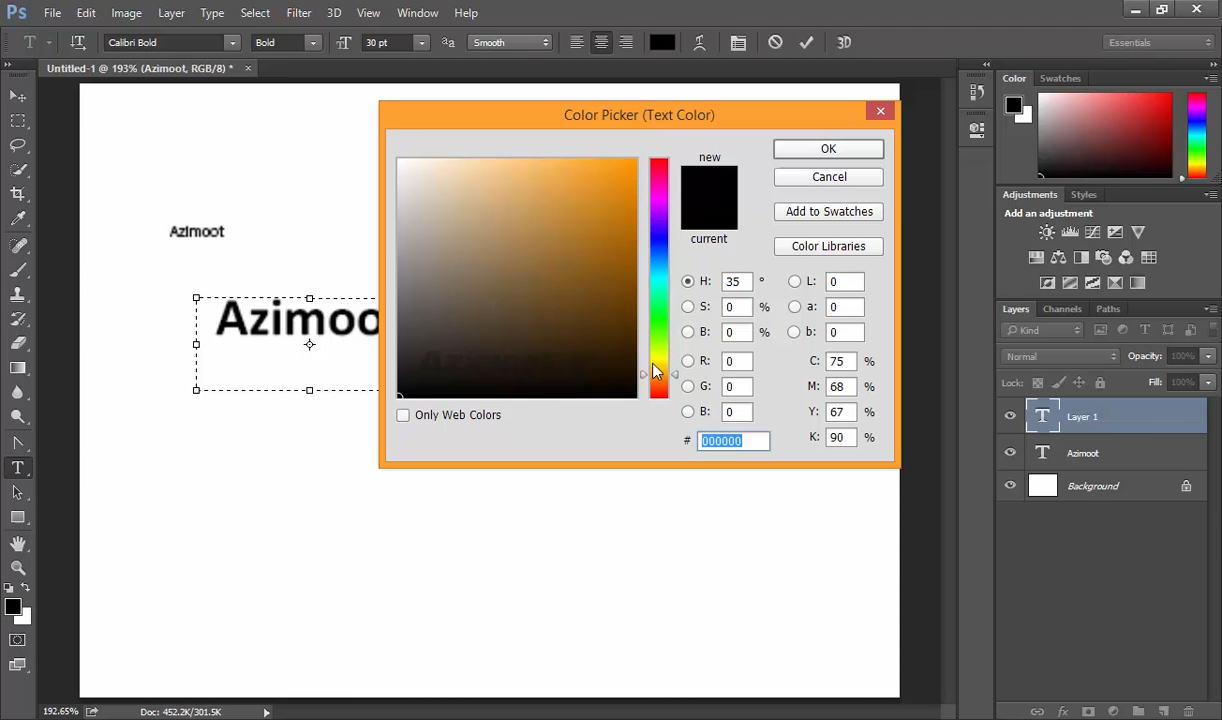 Ps File Edit Image Layer Type Select Filter 3D View Window Help
T Calibri Bold Bold 30 pt Smooth 3D Essentials
Untitled-1 @ 193% (Azimoot, RGB/8) * ×
Color Swatches
Color Picker (Text Color)
new
OK
Cancel
Add to Swatches
current
Color Libraries
H: 35 ° L: 0
S: 0 % a: 0
B: 0 % b: 0
R: 0 C: 75 %
G: 0 M: 68 %
B: 0 Y: 67 %
# 000000 K: 90 %
Only Web Colors
Azimoot
Azimoo
Adjustments Styles
Add an adjustment
Layers Channels Paths
Kind
Normal Opacity: 100%
Lock: Fill: 100%
T Layer 1
T Azimoot
Background
192.65% Doc: 452.2K/301.5K